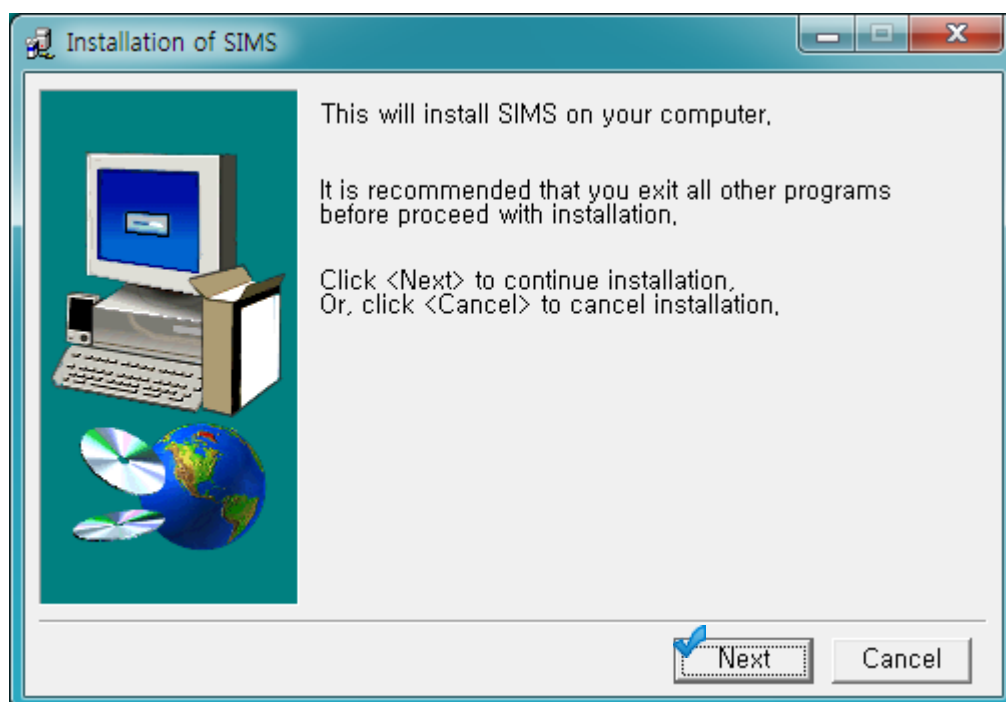 Installation of SIMS
This will install SIMS on your computer,
It is recommended that you exit all other programs
before proceed with installation,
Click <Next> to continue installation,
Or, click <Cancel> to cancel installation,
Next
Cancel